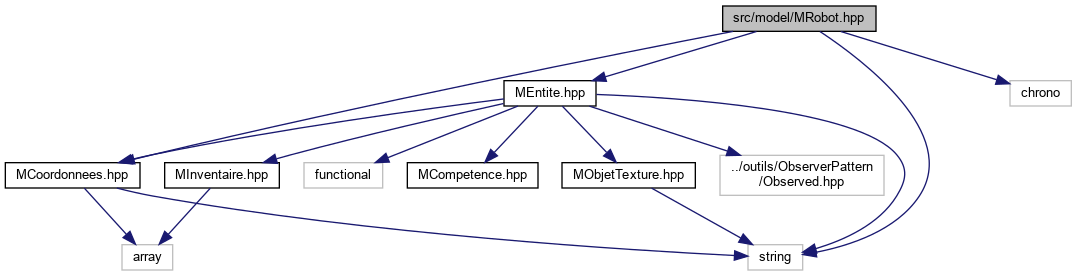 src/model/MRobot.hpp
MEntite.hpp
chrono
MCoordonnees.hpp
MInventaire.hpp
functional
MCompetence.hpp
MObjetTexture.hpp
../outils/ObserverPattern
/Observed.hpp
array
string